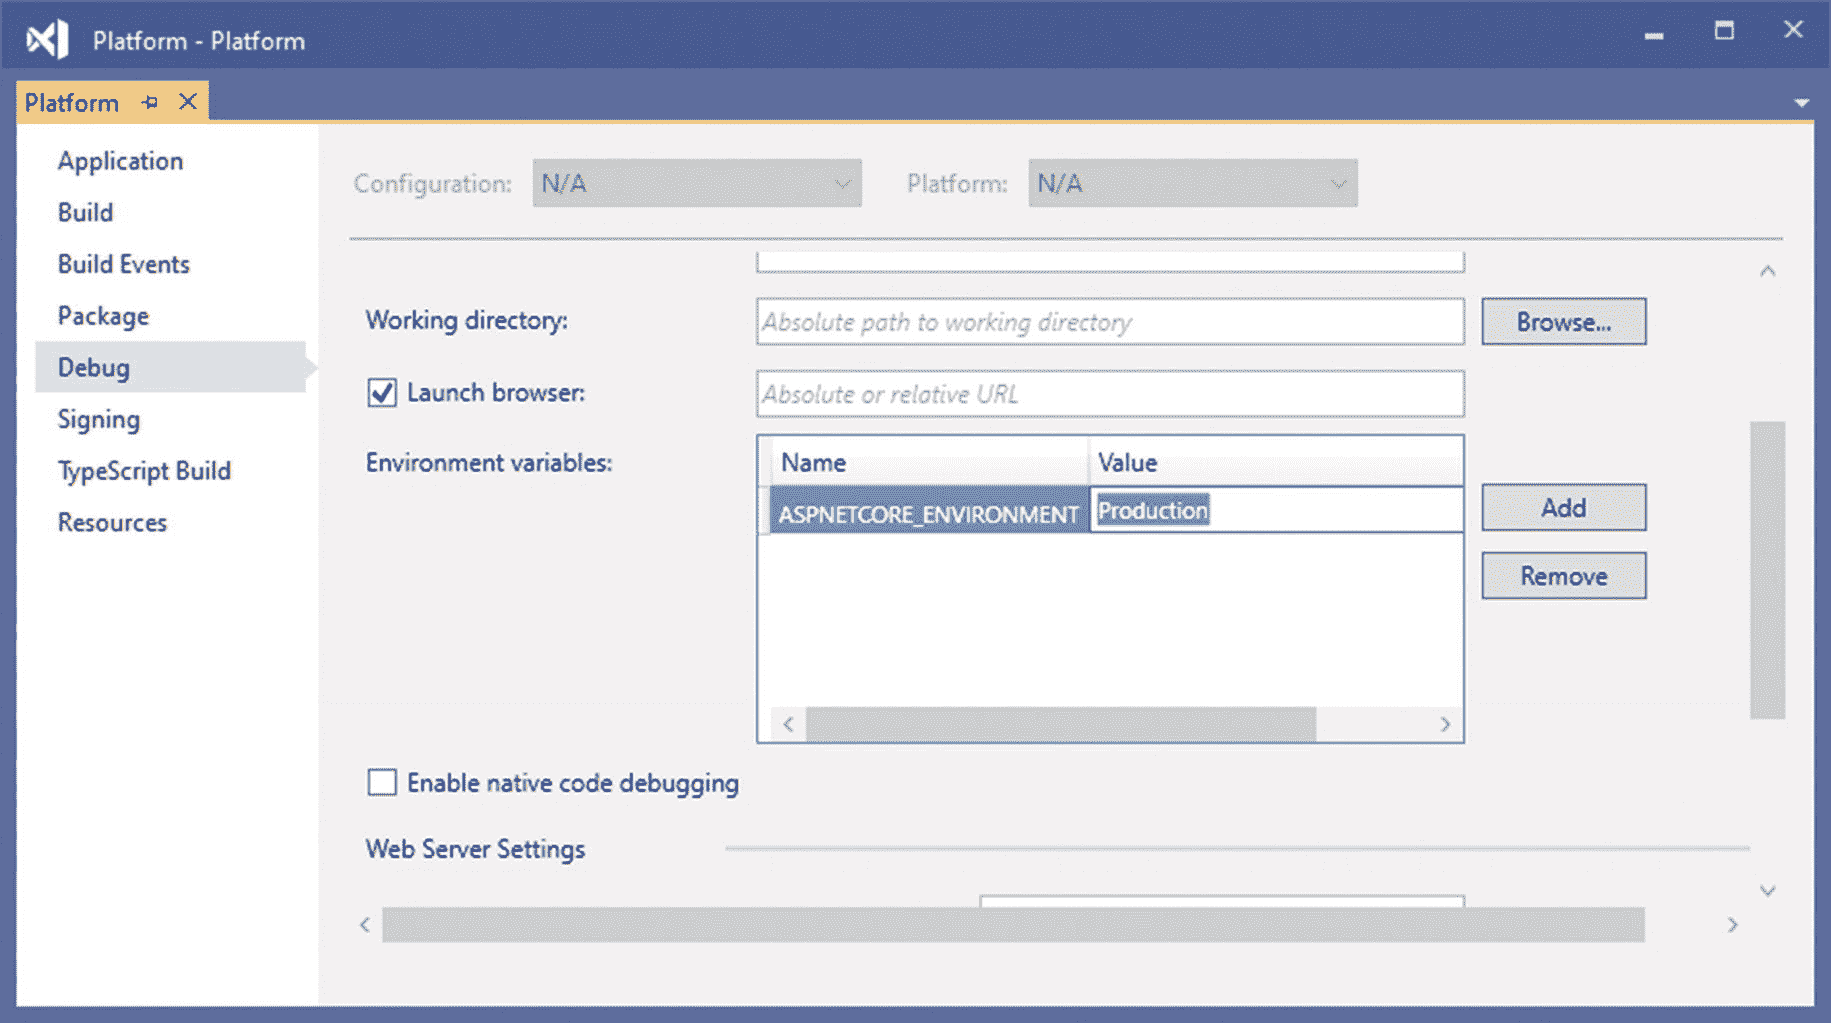 Platform - Platform
Platform
Application
Build
Build Events
Package
Debug
Signing
TypeScript Build
Resources
Configuration: N/A Platform: N/A
Working directory: Absolute path to working directory Browse...
Launch browser: Absolute or relative URL
Environment variables: Name Value
ASPNETCORE_ENVIRONMENT Production Add
Remove
Enable native code debugging
Web Server Settings